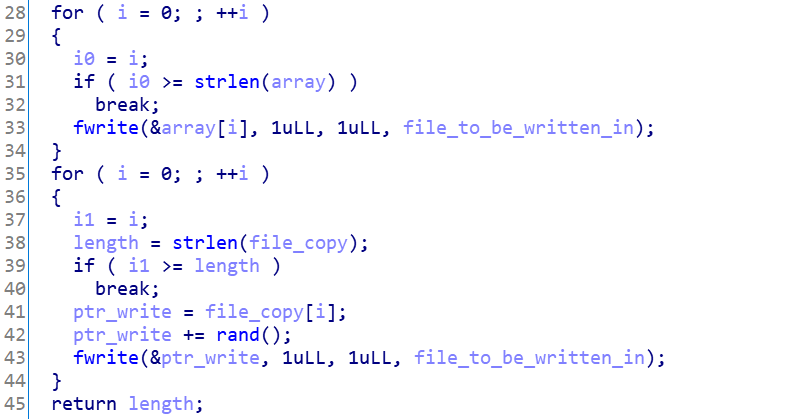 28 for ( i = 0; ; ++i )
29 {
30   i0 = i;
31   if ( i0 >= strlen(array) )
32     break;
33   fwrite(&array[i], 1uLL, 1uLL, file_to_be_written_in);
34 }
35 for ( i = 0; ; ++i )
36 {
37   i1 = i;
38   length = strlen(file_copy);
39   if ( i1 >= length )
40     break;
41   ptr_write = file_copy[i];
42   ptr_write += rand();
43   fwrite(&ptr_write, 1uLL, 1uLL, file_to_be_written_in);
44 }
45 return length;